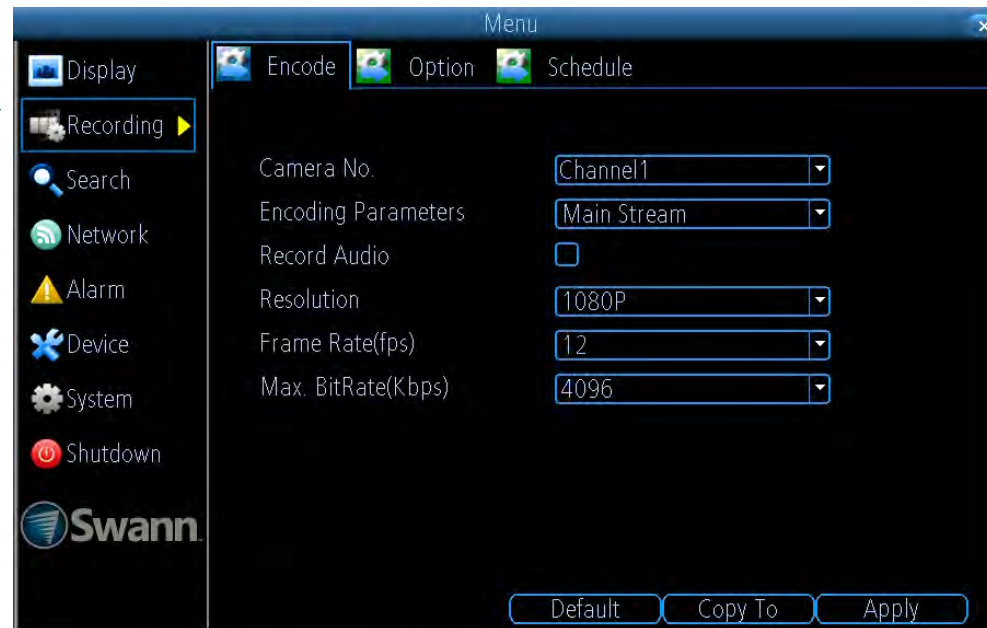 Menu
Display
Recording
Search
Network
Alarm
Device
System
Shutdown
Swann
Encode Option Schedule
Camera No. Channel1
Encoding Parameters Main Stream
Record Audio
Resolution 1080P
Frame Rate(fps) 12
Max. BitRate(Kbps) 4096
Default Copy To Apply